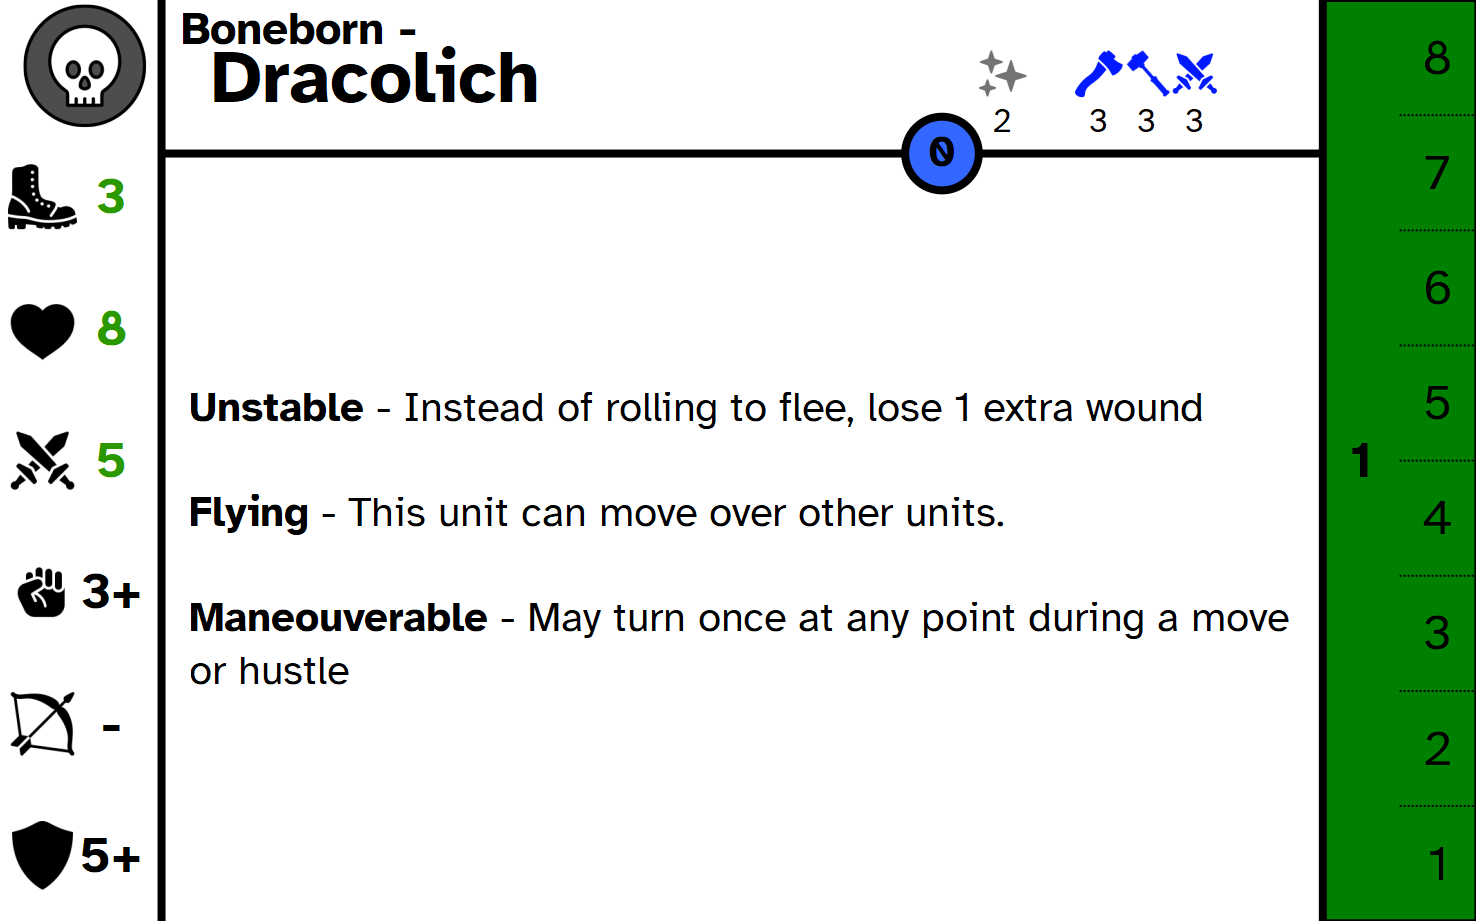 Boneborn -
Dracolich
2 3 3 3
0
3
8
5
3+
-
5+
Unstable - Instead of rolling to flee, lose 1 extra wound
Flying - This unit can move over other units.
Maneouverable - May turn once at any point during a move
or hustle
1
8
7
6
5
4
3
2
1